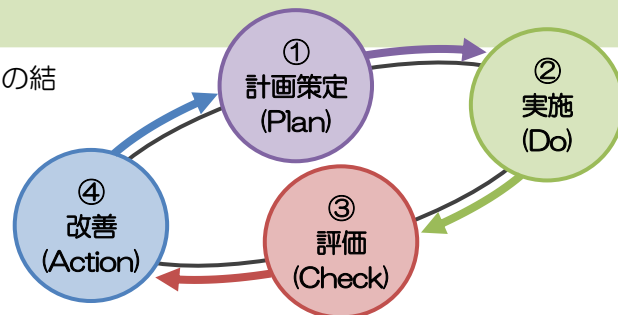 の結
①
計画策定
(Plan)
②
実施
(Do)
③
評価
(Check)
④
改善
(Action)